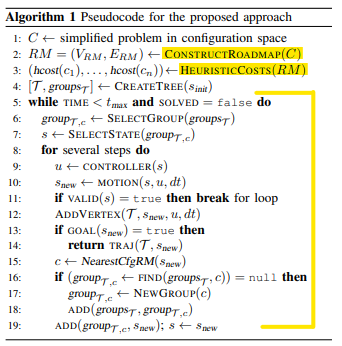 Algorithm 1 Pseudocode for the proposed approach
1: C ← simplified problem in configuration space
2: RM = (V_RM, E_RM) ← CONSTRUCTROADMAP(C)
3: (hcost(c₁), . . . , hcost(cₙ))←HEURISTICCOSTS(RM)
4: [𝒯, groups_𝒯] ← CREATETREE(s_init)
5: while TIME < t_max and SOLVED = false do
6: group_𝒯,c ← SELECTGROUP(groups_𝒯)
7: s ← SELECTSTATE(group_𝒯,c)
8: for several steps do
9: u ← CONTROLLER(s)
10: s_new ← MOTION(s, u, dt)
11: if VALID(s) = true then break for loop
12: ADDVERTEX(𝒯, s_new, u, dt)
13: if GOAL(s_new) = true then
14: return TRAJ(𝒯, s_new)
15: c ← NearestCfgRM(s_new)
16: if (group_𝒯,c ← FIND(groups_𝒯, c)) = null then
17: group_𝒯,c ← NEWGROUP(c)
18: ADD(groups_𝒯, group_𝒯,c)
19: ADD(group_𝒯,c, s_new); s ← s_new